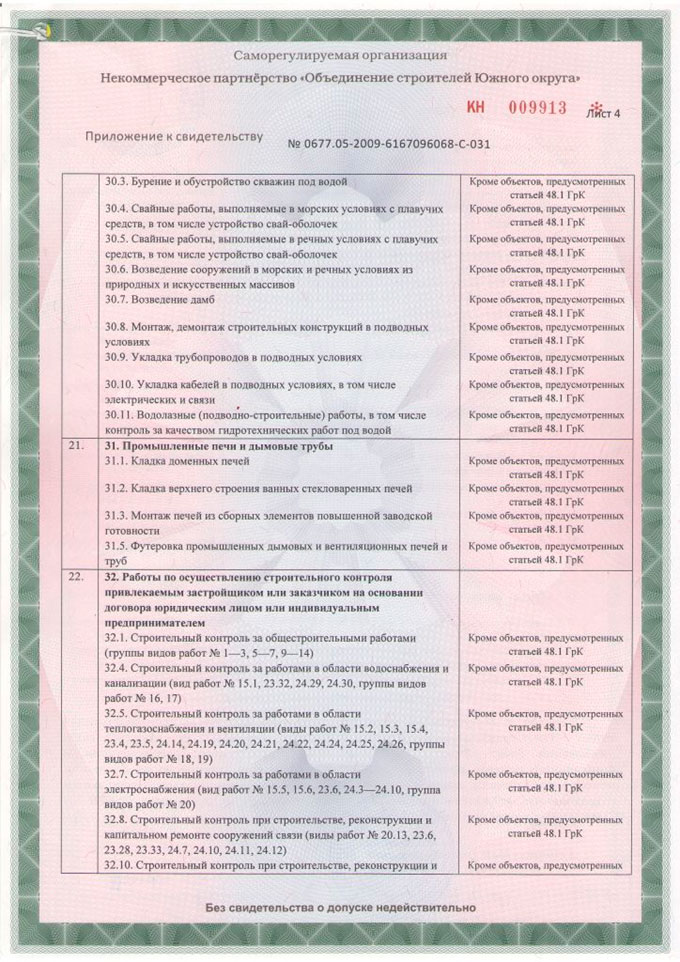 Саморегулируемая организация
Некоммерческое партнёрство «Объединение строителей Южного округа»
КН 009913
Лист 4
Приложение к свидетельству
№ 0677.05-2009-6167096068-С-031
30.3. Бурение и обустройство скважин под водой
Кроме объектов, предусмотренных
статьей 48.1 ГрК
30.4. Свайные работы, выполняемые в морских условиях с плавучих
средств, в том числе устройство свай-оболочек
Кроме объектов, предусмотренных
статьей 48.1 ГрК
30.5. Свайные работы, выполняемые в речных условиях с плавучих
средств, в том числе устройство свай-оболочек
Кроме объектов, предусмотренных
статьей 48.1 ГрК
30.6. Возведение сооружений в морских и речных условиях из
природных и искусственных массивов
Кроме объектов, предусмотренных
статьей 48.1 ГрК
30.7. Возведение дамб
Кроме объектов, предусмотренных
статьей 48.1 ГрК
30.8. Монтаж, демонтаж строительных конструкций в подводных
условиях
Кроме объектов, предусмотренных
статьей 48.1 ГрК
30.9. Укладка трубопроводов в подводных условиях
Кроме объектов, предусмотренных
статьей 48.1 ГрК
30.10. Укладка кабелей в подводных условиях, в том числе
электрических и связи
Кроме объектов, предусмотренных
статьей 48.1 ГрК
30.11. Водолазные (подводно-строительные) работы, в том числе
контроль за качеством гидротехнических работ под водой
Кроме объектов, предусмотренных
статьей 48.1 ГрК
21.
31. Промышленные печи и дымовые трубы
31.1. Кладка доменных печей
Кроме объектов, предусмотренных
статьей 48.1 ГрК
31.2. Кладка верхнего строения ванных стекловаренных печей
Кроме объектов, предусмотренных
статьей 48.1 ГрК
31.3. Монтаж печей из сборных элементов повышенной заводской
готовности
Кроме объектов, предусмотренных
статьей 48.1 ГрК
31.5. Футеровка промышленных дымовых и вентиляционных печей и
труб
Кроме объектов, предусмотренных
статьей 48.1 ГрК
22.
32. Работы по осуществлению строительного контроля
привлекаемым застройщиком или заказчиком на основании
договора юридическим лицом или индивидуальным
предпринимателем
32.1. Строительный контроль за общестроительными работами
(группы видов работ № 1—3, 5—7, 9—14)
Кроме объектов, предусмотренных
статьей 48.1 ГрК
32.4. Строительный контроль за работами в области водоснабжения и
канализации (вид работ № 15.1, 23.32, 24.29, 24.30, группы видов
работ № 16, 17)
Кроме объектов, предусмотренных
статьей 48.1 ГрК
32.5. Строительный контроль за работами в области
теплогазоснабжения и вентиляции (виды работ № 15.2, 15.3, 15.4,
23.4, 23.5, 24.14, 24.19, 24.20, 24.21, 24.22, 24.24, 24.25, 24.26, группы
видов работ № 18, 19)
Кроме объектов, предусмотренных
статьей 48.1 ГрК
32.7. Строительный контроль за работами в области
электроснабжения (вид работ № 15.5, 15.6, 23.6, 24.3—24.10, группа
видов работ № 20)
Кроме объектов, предусмотренных
статьей 48.1 ГрК
32.8. Строительный контроль при строительстве, реконструкции и
капитальном ремонте сооружений связи (виды работ № 20.13, 23.6,
23.28, 23.33, 24.7, 24.10, 24.11, 24.12)
Кроме объектов, предусмотренных
статьей 48.1 ГрК
32.10. Строительный контроль при строительстве, реконструкции и
Кроме объектов, предусмотренных
Без свидетельства о допуске недействительно